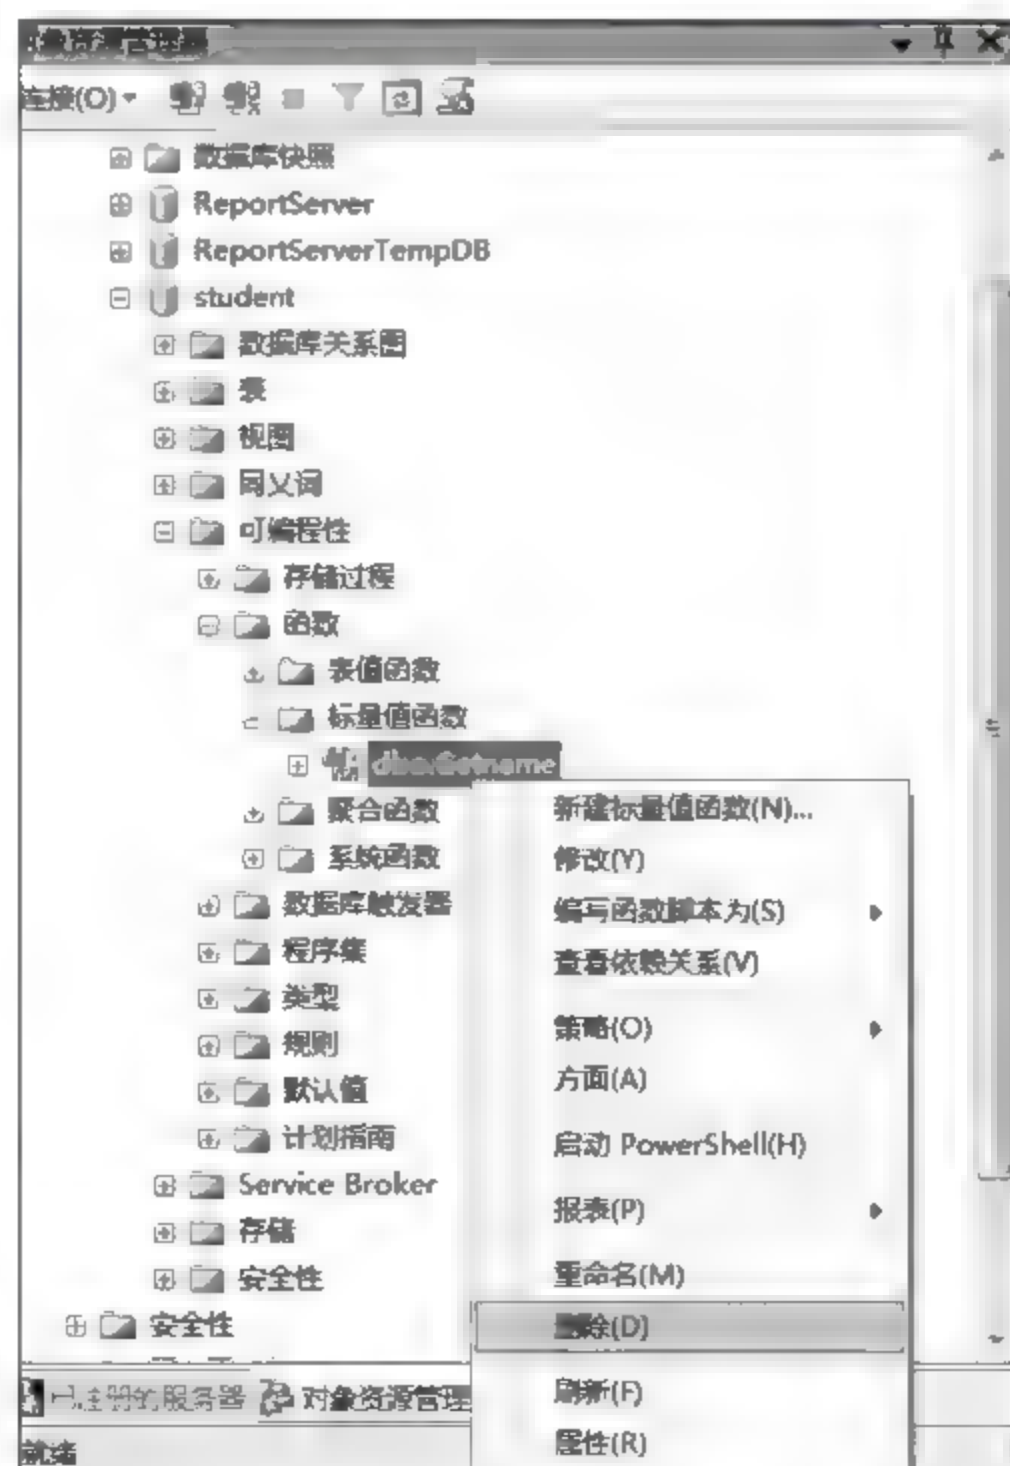 连接(O)
数据库快照
ReportServer
ReportServerTempDB
student
数据库关系图
表
视图
同义词
可编程性
存储过程
函数
表值函数
标量值函数
dbo.Getname
聚合函数
系统函数
数据库触发器
程序集
类型
规则
默认值
计划指南
Service Broker
存储
安全性
安全性
新建标量值函数(N)...
修改(Y)
编写函数脚本为(S)
查看依赖关系(V)
策略(O)
方面(A)
启动 PowerShell(H)
报表(P)
重命名(M)
删除(D)
刷新(F)
属性(R)
已注册的服务器 对象资源管理
就绪